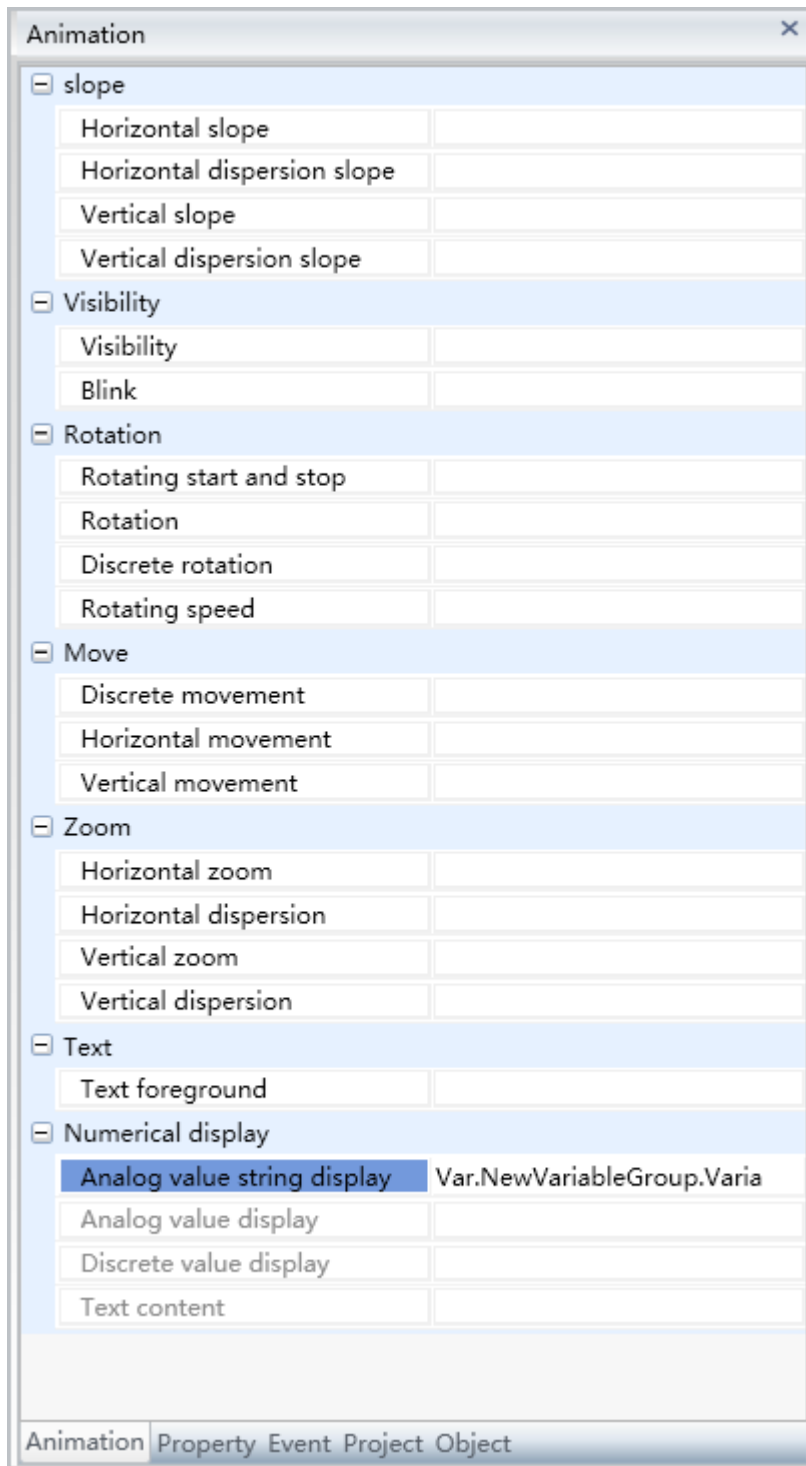 Animation
slope
Horizontal slope
Horizontal dispersion slope
Vertical slope
Vertical dispersion slope
Visibility
Visibility
Blink
Rotation
Rotating start and stop
Rotation
Discrete rotation
Rotating speed
Move
Discrete movement
Horizontal movement
Vertical movement
Zoom
Horizontal zoom
Horizontal dispersion
Vertical zoom
Vertical dispersion
Text
Text foreground
Numerical display
Analog value string display Var.NewVariableGroup.Varia
Analog value display
Discrete value display
Text content
Animation Property Event Project Object